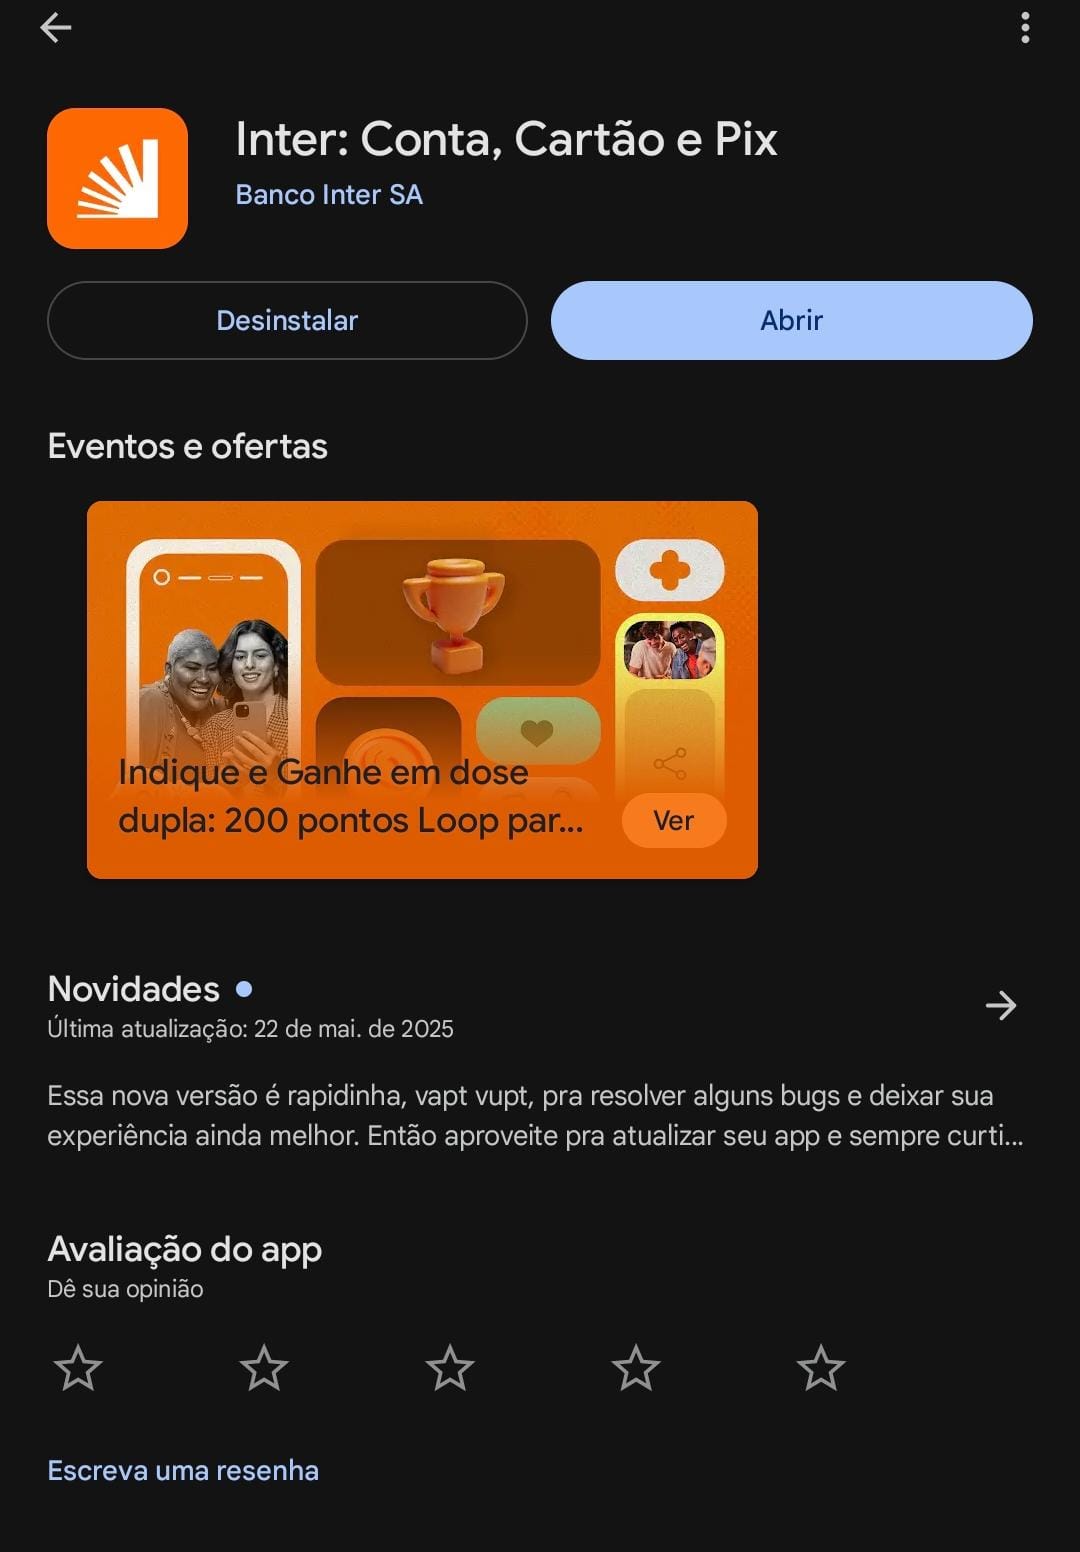 Inter: Conta, Cartão e Pix
Banco Inter SA
Desinstalar
Abrir
Eventos e ofertas
Indique e Ganhe em dose
dupla: 200 pontos Loop par...
Ver
Novidades
Última atualização: 22 de mai. de 2025
Essa nova versão é rapidinha, vapt vupt, pra resolver alguns bugs e deixar sua
experiência ainda melhor. Então aproveite pra atualizar seu app e sempre curti...
Avaliação do app
Dê sua opinião
Escreva uma resenha